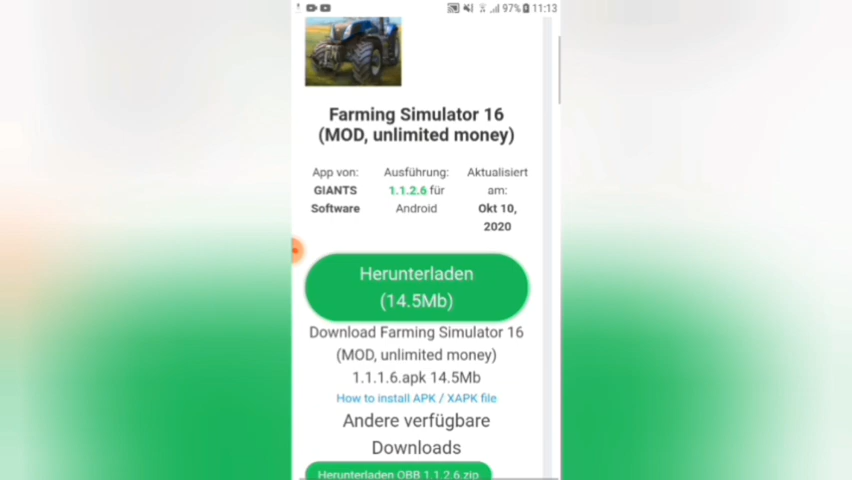 97% 11:13
Farming Simulator 16
(MOD, unlimited money)
App von:
GIANTS
Software
Ausführung:
1.1.2.6 für
Android
Aktualisiert
am:
Okt 10,
2020
Herunterladen
(14.5Mb)
Download Farming Simulator 16
(MOD, unlimited money)
1.1.1.6.apk 14.5Mb
How to install APK / XAPK file
Andere verfügbare
Downloads
Herunterladen OBB 1.1.2.6 zip